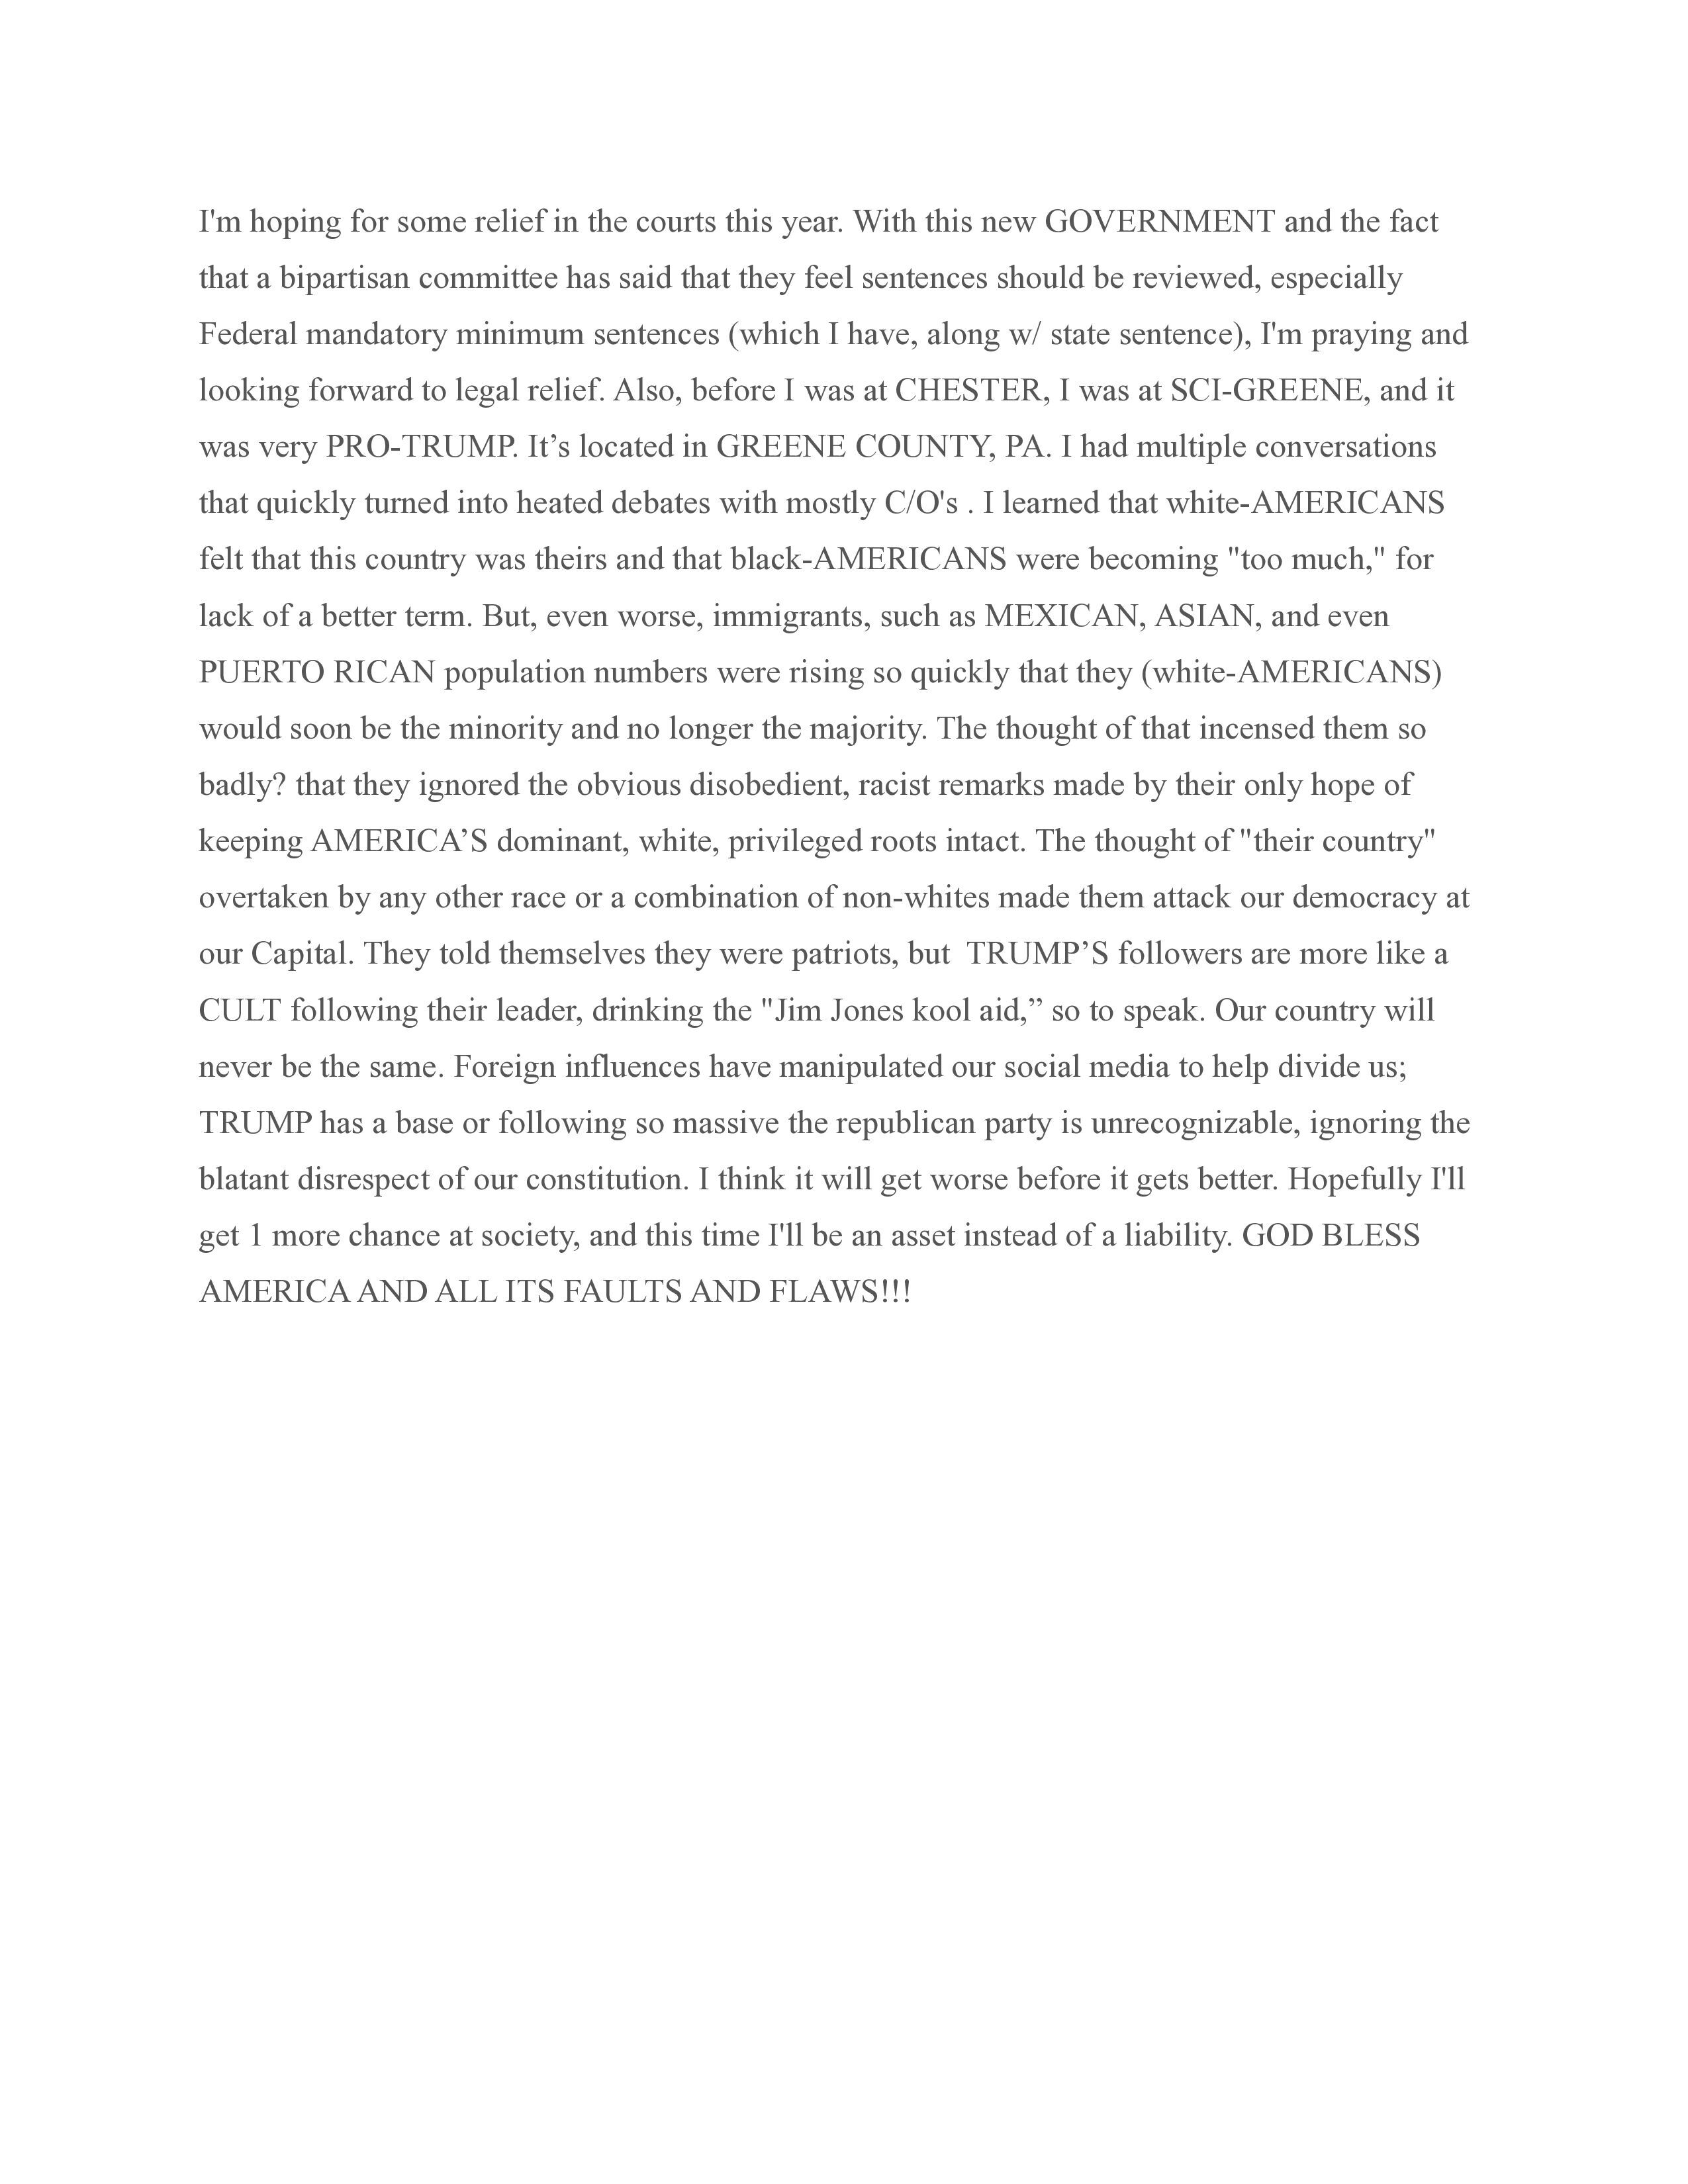 I'm hoping for some relief in the courts this year. With this new GOVERNMENT and the fact
that a bipartisan committee has said that they feel sentences should be reviewed, especially
Federal mandatory minimum sentences (which I have, along w/ state sentence), I'm praying and
looking forward to legal relief. Also, before I was at CHESTER, I was at SCI-GREENE, and it
was very PRO-TRUMP. It’s located in GREENE COUNTY, PA. I had multiple conversations
that quickly turned into heated debates with mostly C/O's . I learned that white-AMERICANS
felt that this country was theirs and that black-AMERICANS were becoming "too much," for
lack of a better term. But, even worse, immigrants, such as MEXICAN, ASIAN, and even
PUERTO RICAN population numbers were rising so quickly that they (white-AMERICANS)
would soon be the minority and no longer the majority. The thought of that incensed them so
badly? that they ignored the obvious disobedient, racist remarks made by their only hope of
keeping AMERICA’S dominant, white, privileged roots intact. The thought of "their country"
overtaken by any other race or a combination of non-whites made them attack our democracy at
our Capital. They told themselves they were patriots, but  TRUMP’S followers are more like a
CULT following their leader, drinking the "Jim Jones kool aid,” so to speak. Our country will
never be the same. Foreign influences have manipulated our social media to help divide us;
TRUMP has a base or following so massive the republican party is unrecognizable, ignoring the
blatant disrespect of our constitution. I think it will get worse before it gets better. Hopefully I'll
get 1 more chance at society, and this time I'll be an asset instead of a liability. GOD BLESS
AMERICA AND ALL ITS FAULTS AND FLAWS!!!